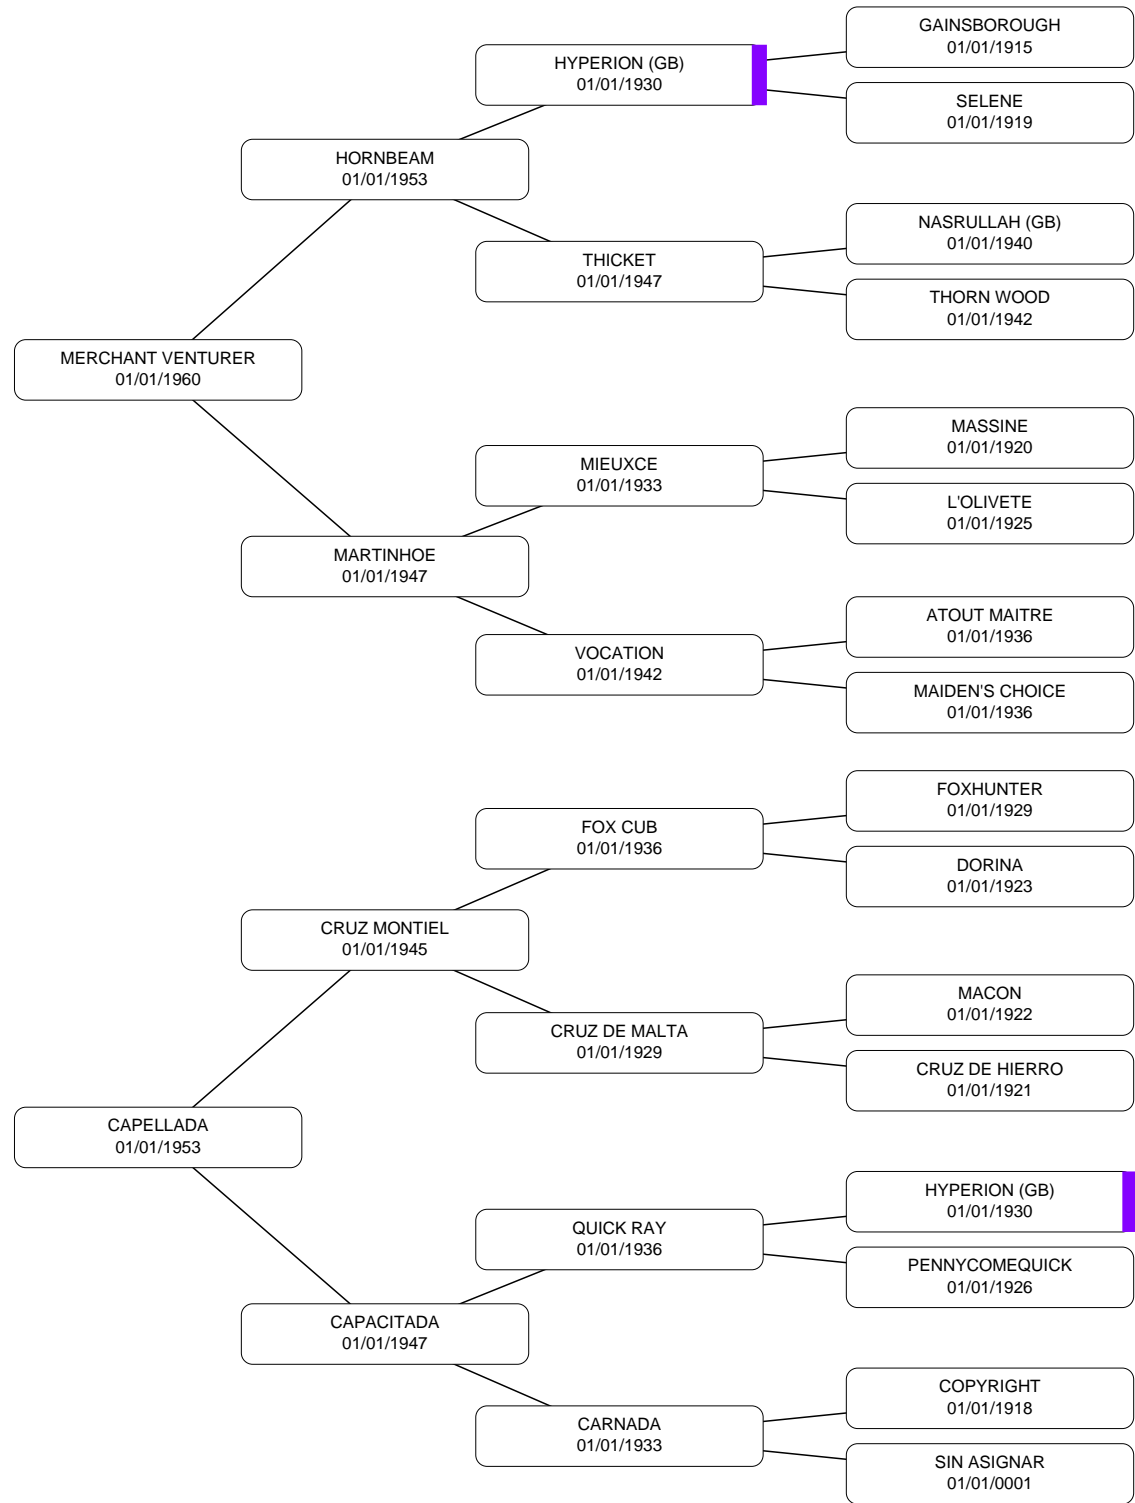 GAINSBOROUGH
01/01/1915
HYPERION (GB)
01/01/1930
SELENE
01/01/1919
HORNBEAM
01/01/1953
NASRULLAH (GB)
01/01/1940
THICKET
01/01/1947
THORN WOOD
01/01/1942
MERCHANT VENTURER
01/01/1960
MASSINE
01/01/1920
MIEUXCE
01/01/1933
L'OLIVETE
01/01/1925
MARTINHOE
01/01/1947
ATOUT MAITRE
01/01/1936
VOCATION
01/01/1942
MAIDEN'S CHOICE
01/01/1936
FOXHUNTER
01/01/1929
FOX CUB
01/01/1936
DORINA
01/01/1923
CRUZ MONTIEL
01/01/1945
MACON
01/01/1922
CRUZ DE MALTA
01/01/1929
CRUZ DE HIERRO
01/01/1921
CAPELLADA
01/01/1953
HYPERION (GB)
01/01/1930
QUICK RAY
01/01/1936
PENNYCOMEQUICK
01/01/1926
CAPACITADA
01/01/1947
COPYRIGHT
01/01/1918
CARNADA
01/01/1933
SIN ASIGNAR
01/01/0001